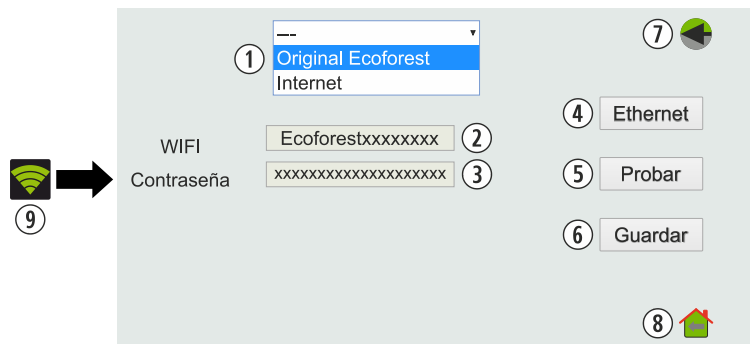 ---
1 Original Ecoforest
Internet
7
4 Ethernet
WIFI Ecoforestxxxxxxxx 2
Contraseña xxxxxxxxxxxxxxxxxxxx 3
5 Probar
9
6 Guardar
8